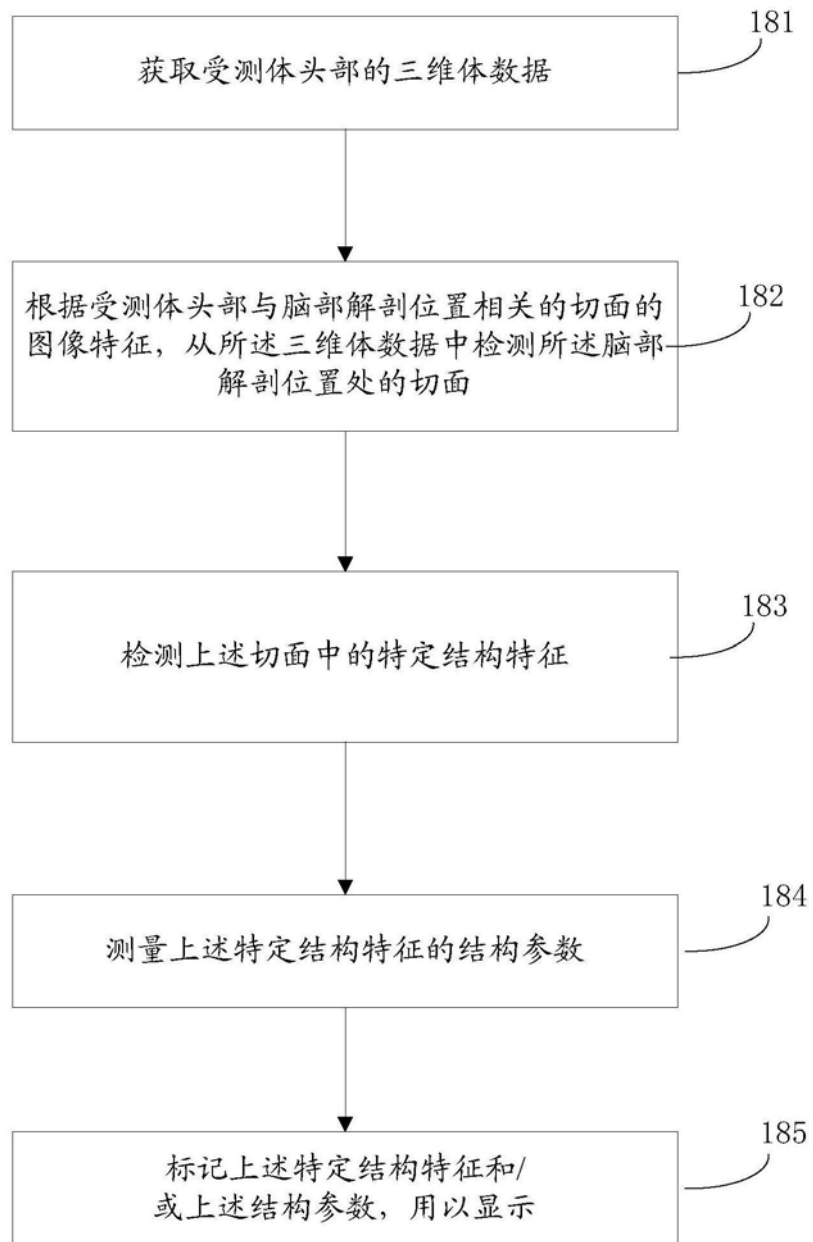 181
获取受测体头部的三维体数据
182
根据受测体头部与脑部解剖位置相关的切面的
图像特征，从所述三维体数据中检测所述脑部
解剖位置处的切面
183
检测上述切面中的特定结构特征
184
测量上述特定结构特征的结构参数
185
标记上述特定结构特征和/
或上述结构参数，用以显示